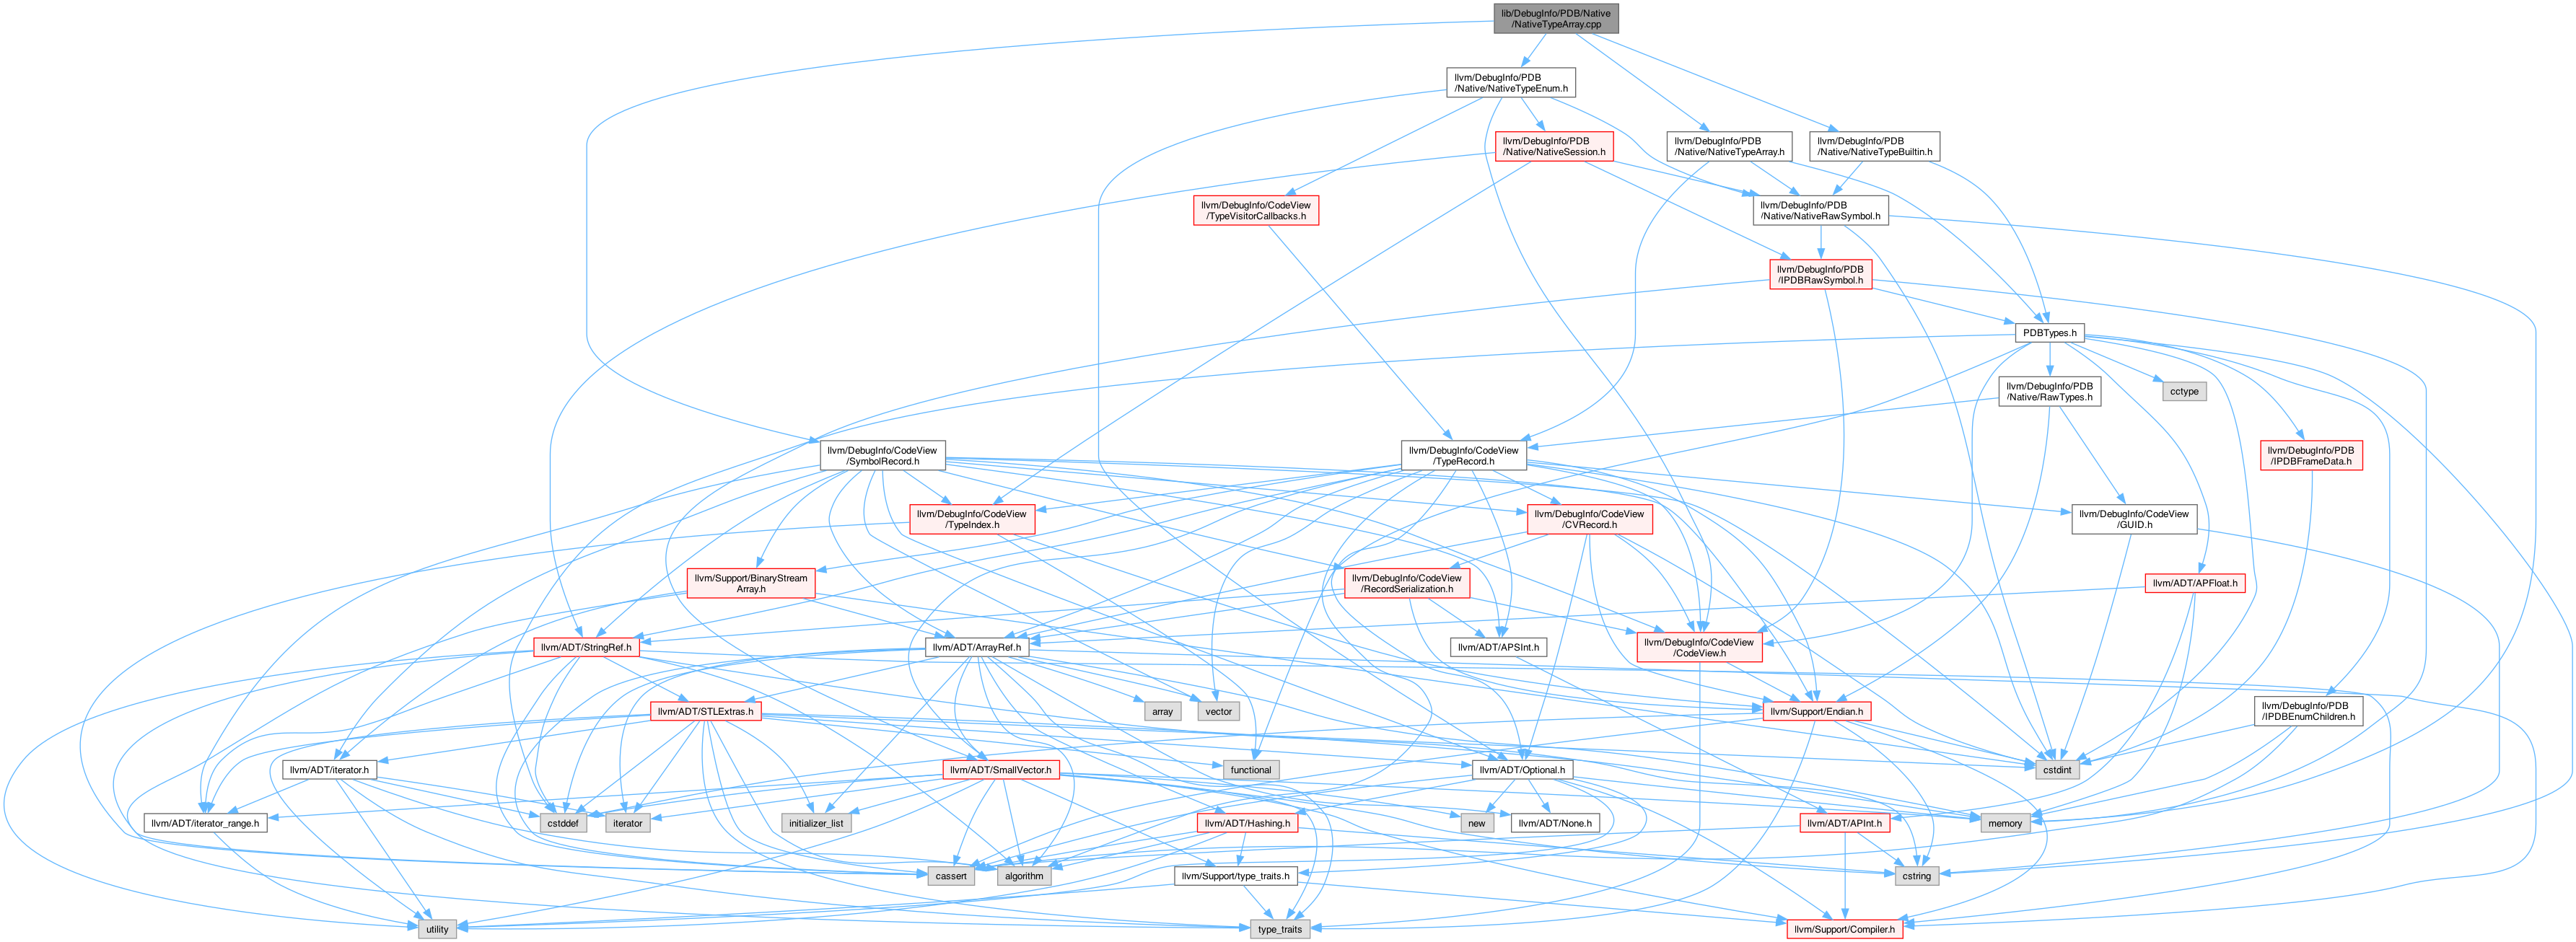 lib/DebugInfo/PDB/Native
/NativeTypeArray.cpp
llvm/DebugInfo/PDB
/Native/NativeTypeEnum.h
llvm/DebugInfo/PDB
/Native/NativeSession.h
llvm/DebugInfo/PDB
/Native/NativeTypeArray.h
llvm/DebugInfo/PDB
/Native/NativeTypeBuiltin.h
llvm/DebugInfo/CodeView
/TypeVisitorCallbacks.h
llvm/DebugInfo/PDB
/Native/NativeRawSymbol.h
llvm/DebugInfo/PDB
/IPDBRawSymbol.h
PDBTypes.h
llvm/DebugInfo/PDB
/Native/RawTypes.h
cctype
llvm/DebugInfo/CodeView
/SymbolRecord.h
llvm/DebugInfo/CodeView
/TypeRecord.h
llvm/DebugInfo/PDB
/IPDBFrameData.h
llvm/DebugInfo/CodeView
/TypeIndex.h
llvm/DebugInfo/CodeView
/CVRecord.h
llvm/DebugInfo/CodeView
/GUID.h
llvm/Support/BinaryStream
Array.h
llvm/DebugInfo/CodeView
/RecordSerialization.h
llvm/ADT/APFloat.h
llvm/ADT/StringRef.h
llvm/ADT/ArrayRef.h
llvm/ADT/APSInt.h
llvm/DebugInfo/CodeView
/CodeView.h
llvm/ADT/STLExtras.h
array
vector
llvm/Support/Endian.h
llvm/DebugInfo/PDB
/IPDBEnumChildren.h
llvm/ADT/iterator.h
llvm/ADT/SmallVector.h
functional
llvm/ADT/Optional.h
cstdint
llvm/ADT/iterator_range.h
cstddef
iterator
initializer_list
llvm/ADT/Hashing.h
new
llvm/ADT/None.h
llvm/ADT/APInt.h
memory
cassert
algorithm
llvm/Support/type_traits.h
cstring
utility
type_traits
llvm/Support/Compiler.h